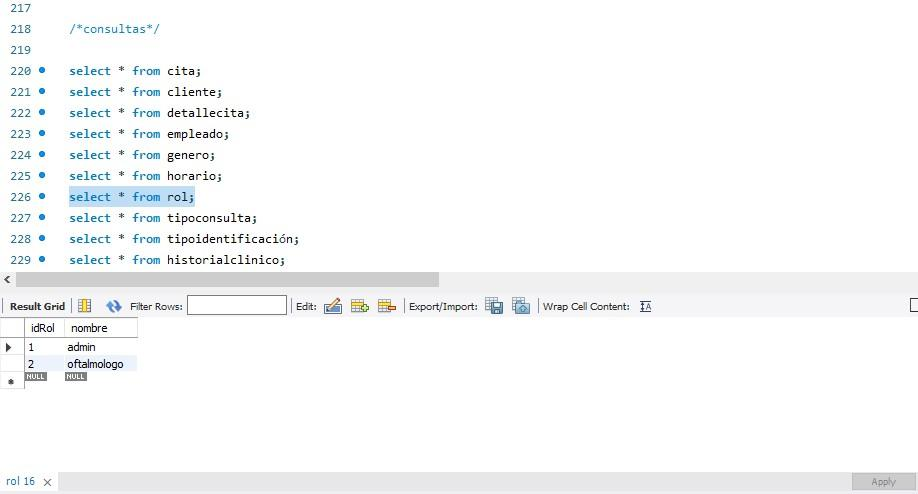 217
218 /*consultas*/
219
220 select * from cita;
221 select * from cliente;
222 select * from detallecita;
223 select * from empleado;
224 select * from genero;
225 select * from horario;
226 select * from rol;
227 select * from tipoconsulta;
228 select * from tipoidentificación;
229 select * from historialclinico;
Result Grid Filter Rows: Edit: Export/Import: Wrap Cell Content: IA
idRol nombre
1 admin
2 oftalmologo
NULL NULL
rol 16 × Apply